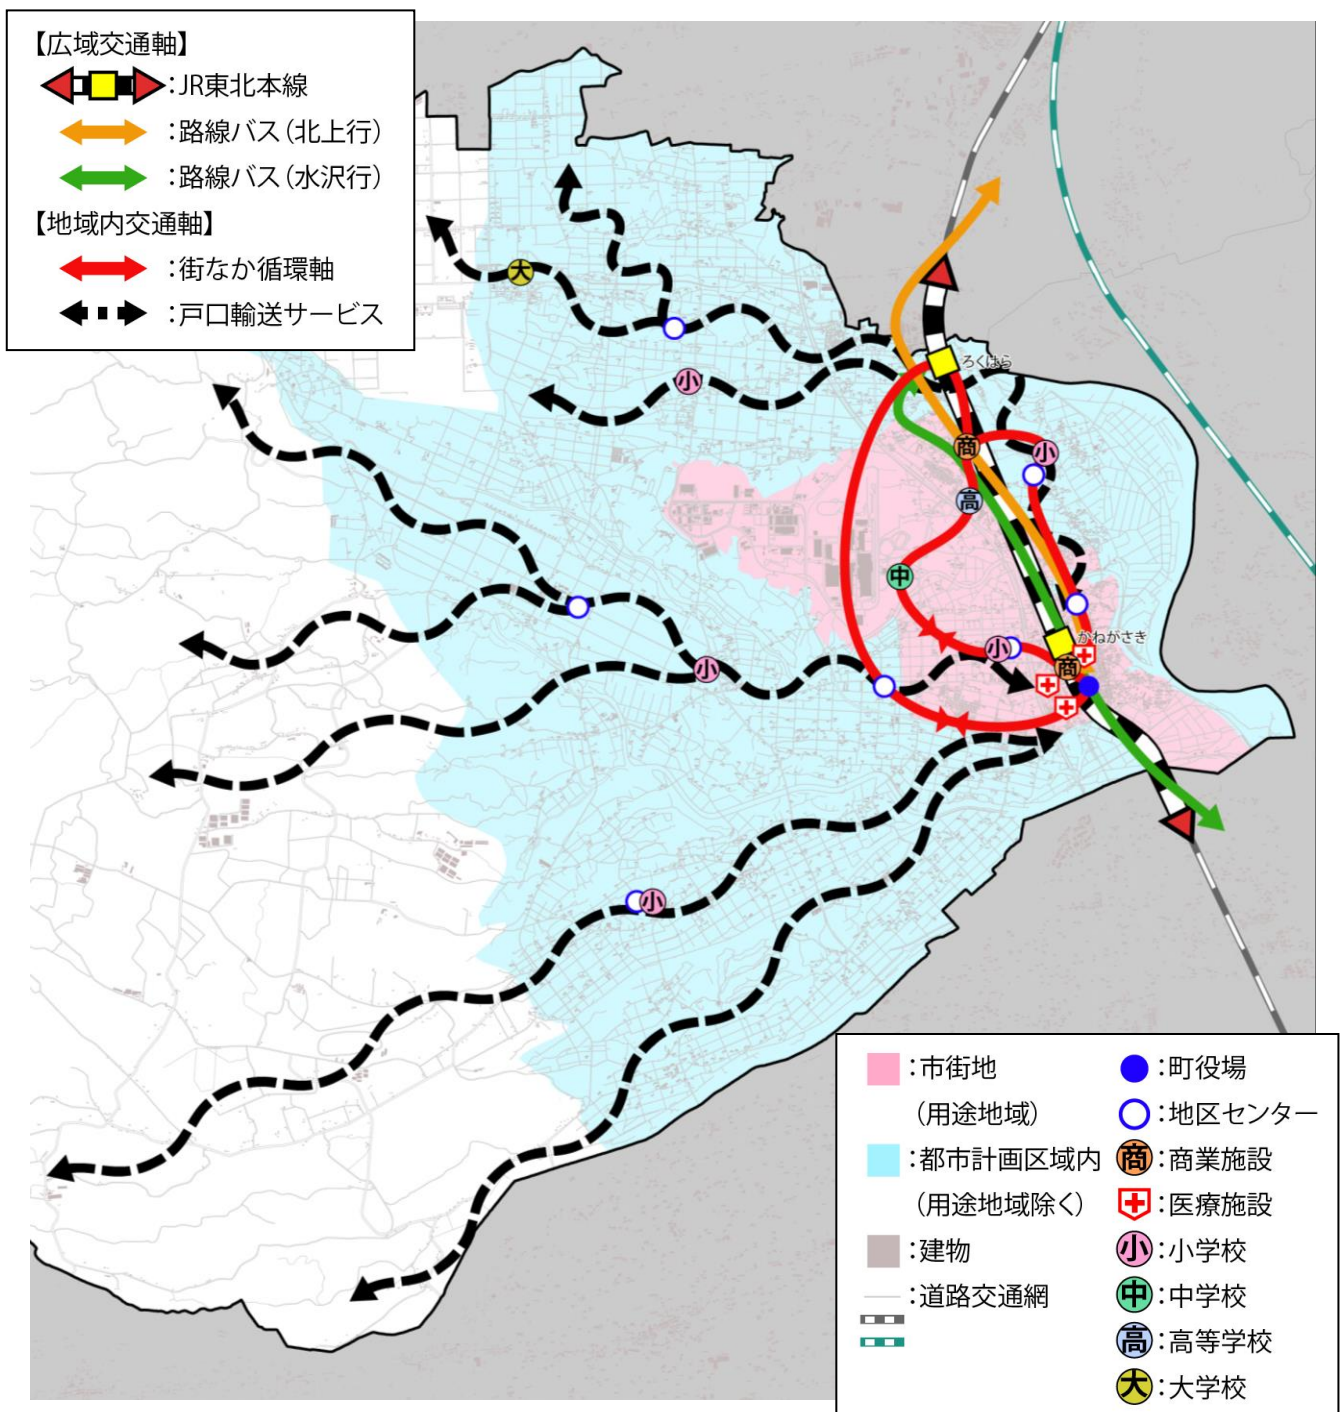 【広域交通軸】
:JR東北本線
:路線バス(北上行)
:路線バス(水沢行)
【地域内交通軸】
:街なか循環軸
:戸口輸送サービス
大
小
ろくはら
商
小
高
中
小
かねがさき
商
小
小
:市街地
(用途地域)
:都市計画区域内
(用途地域除く)
:建物
:道路交通網
:町役場
:地区センター
商:商業施設
:医療施設
小:小学校
中:中学校
高:高等学校
大:大学校